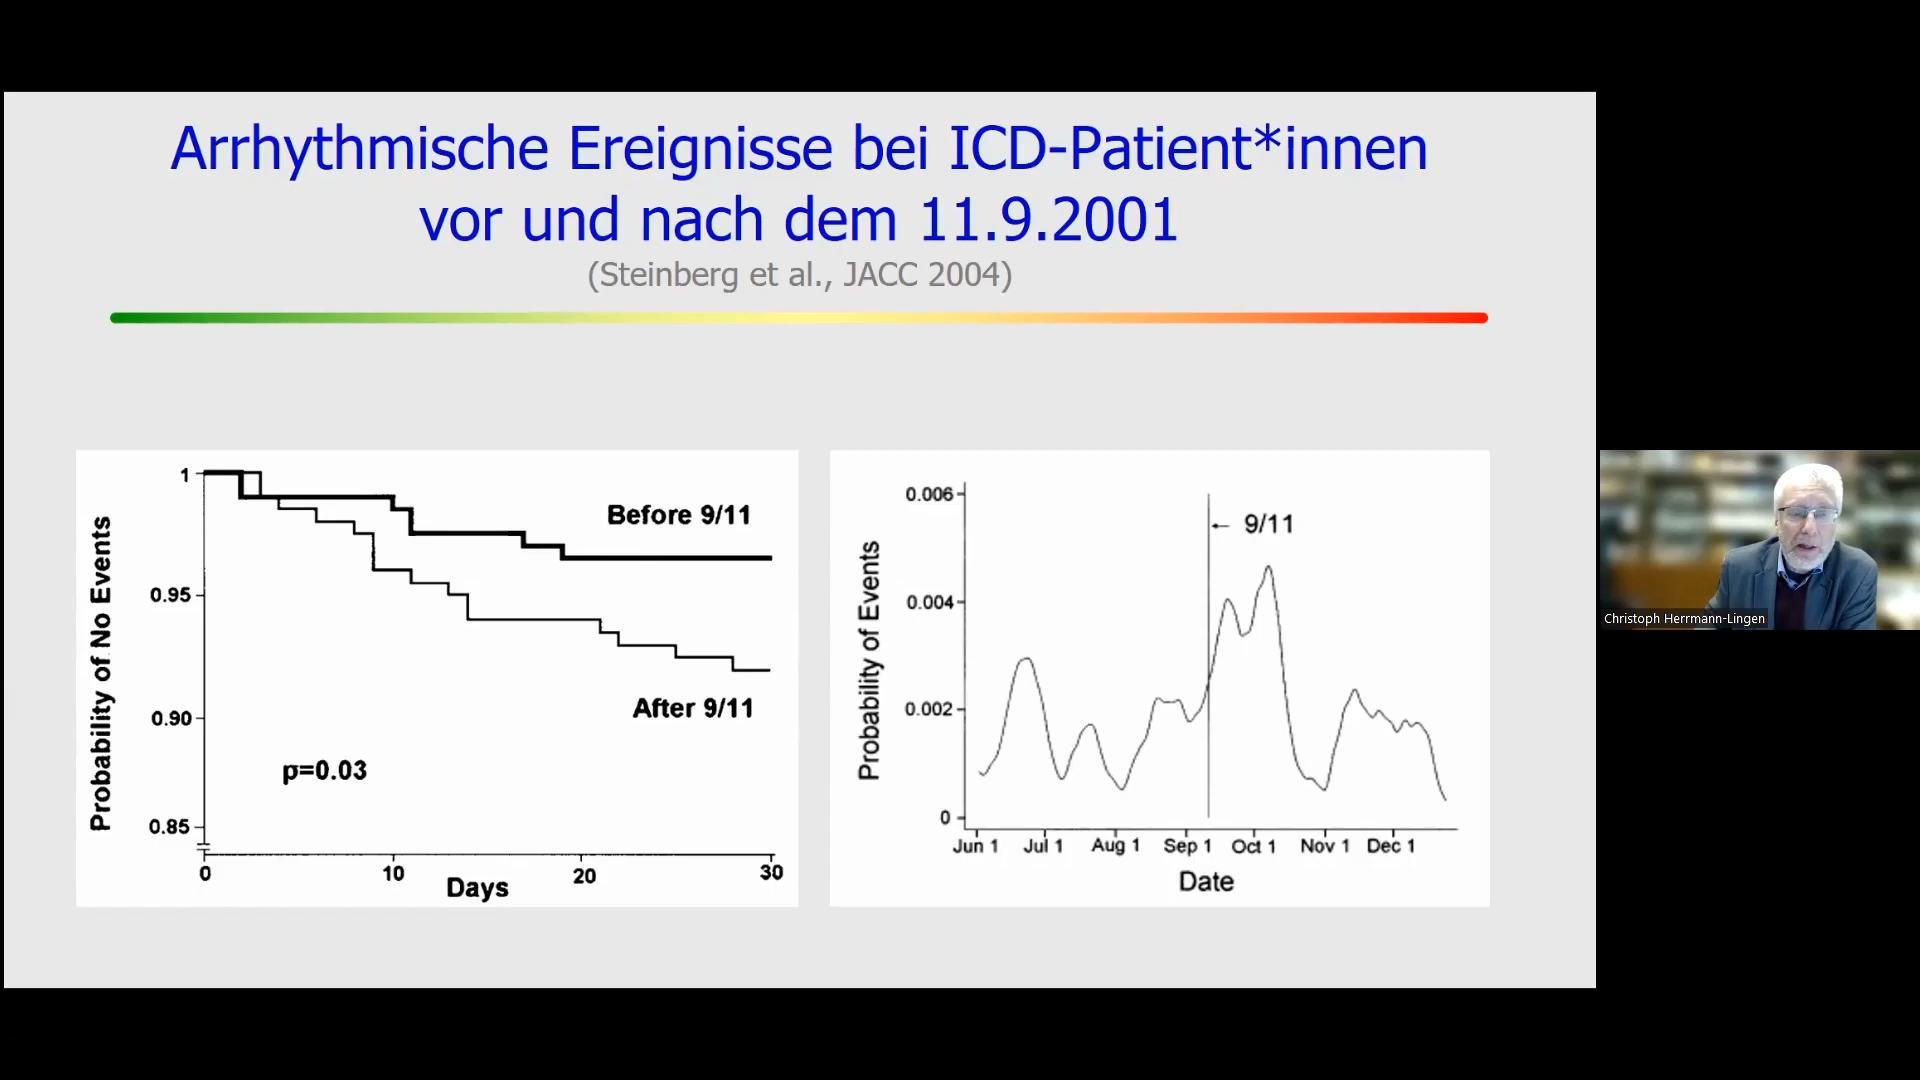 Arrhythmische Ereignisse bei ICD-Patient*innen
vor und nach dem 11.9.2001
(Steinberg et al., JACC 2004)
Probability of No Events
1
0.95
0.90
0.85
Before 9/11
After 9/11
p=0.03
0
10
20
30
Days
Probability of Events
0.006
0.004
0.002
0
← 9/11
Jun 1
Jul 1
Aug 1
Sep 1
Oct 1
Nov 1
Dec 1
Date
Christoph Herrmann-Lingen